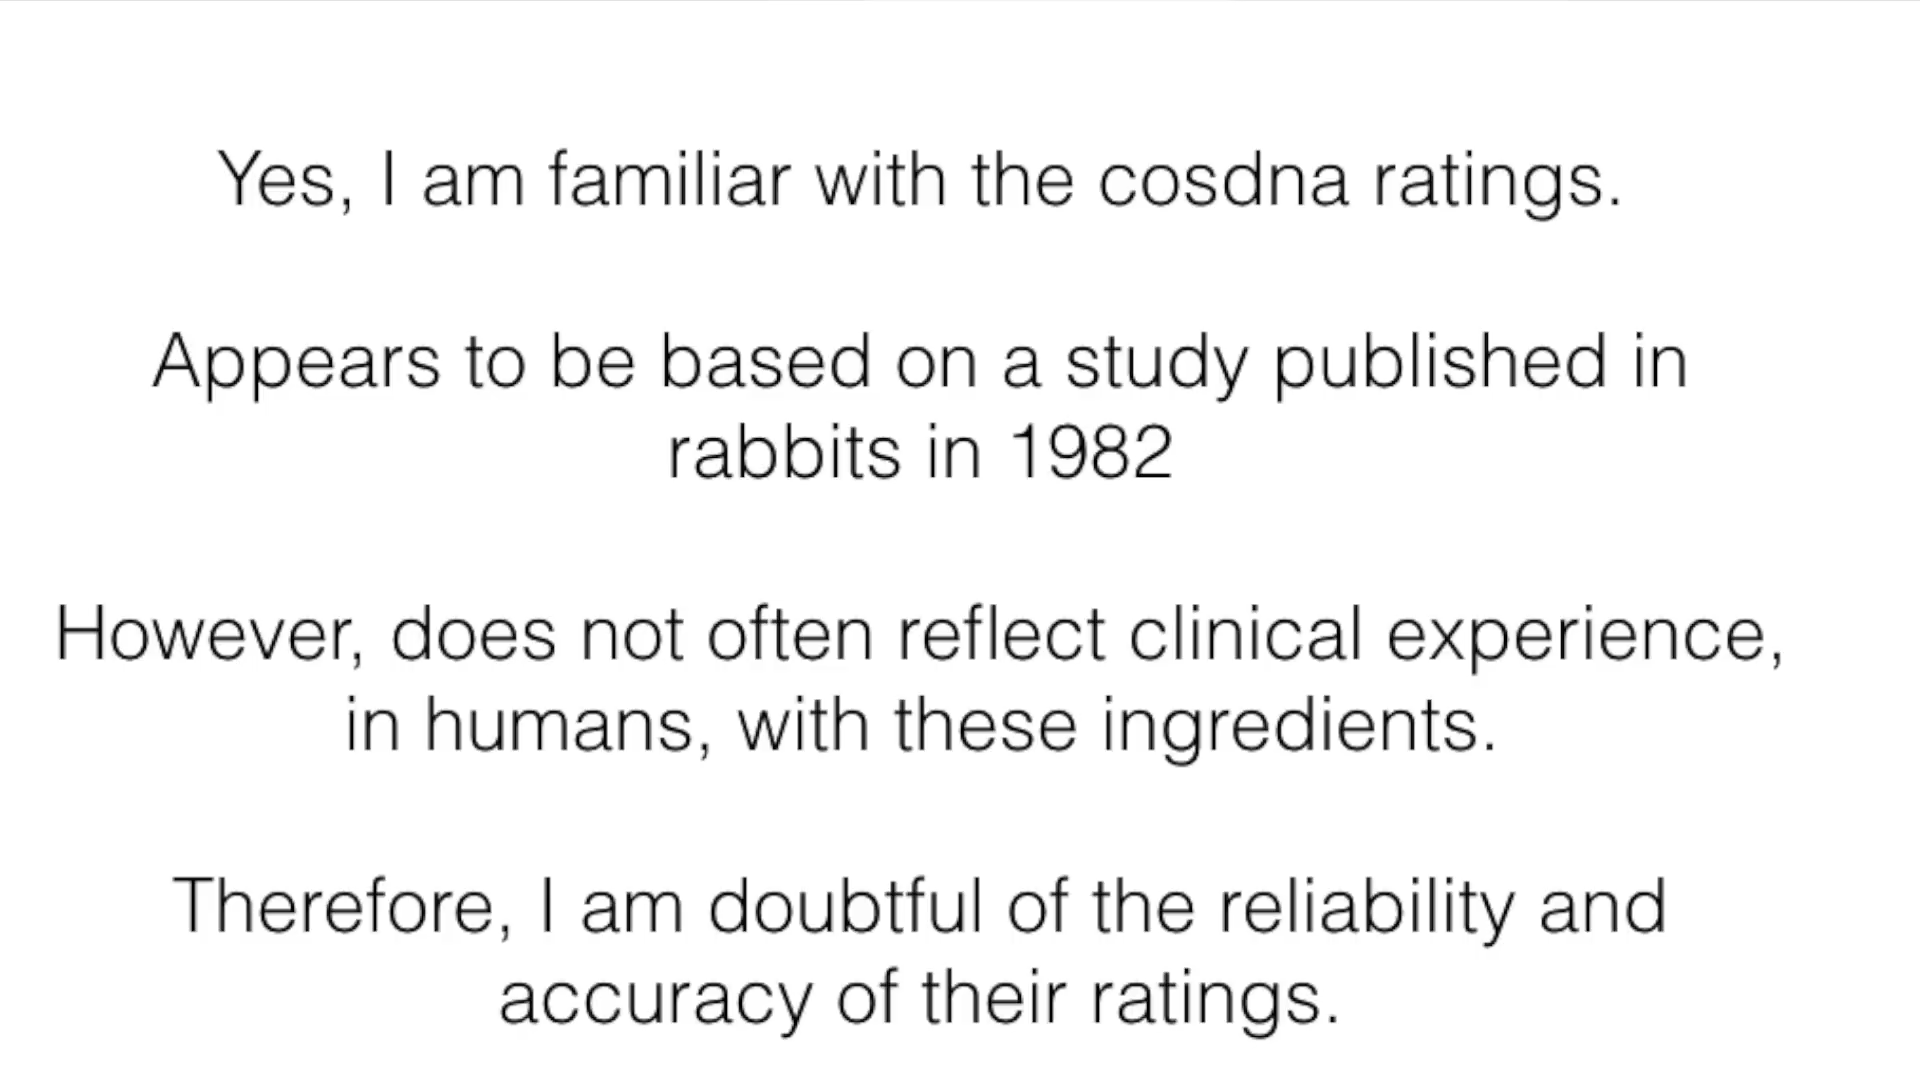 Yes, I am familiar with the cosdna ratings.
Appears to be based on a study published in
rabbits in 1982
However, does not often reflect clinical experience,
in humans, with these ingredients.
Therefore, I am doubtful of the reliability and
accuracy of their ratings.